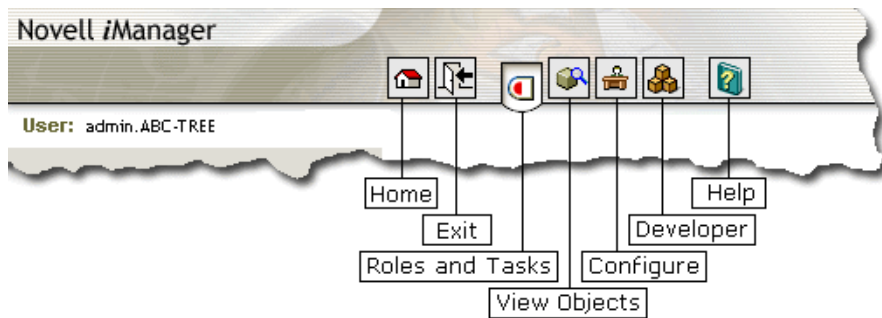 Novell iManager
User: admin.ABC-TREE
Home
Help
Exit
Developer
Roles and Tasks
Configure
View Objects